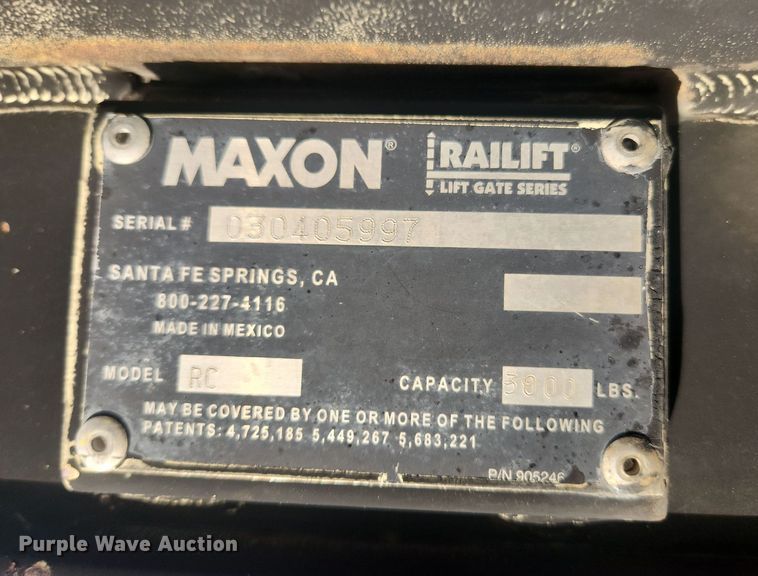 MAXON®
RAILIFT®
LIFT GATE SERIES
SERIAL # 030405997
SANTA FE SPRINGS, CA
800-227-4116
MADE IN MEXICO
MODEL RC
CAPACITY LBS.
MAY BE COVERED BY ONE OR MORE OF THE FOLLOWING
PATENTS: 4,725,185 5,449,267 5,683,221
P/N 905246
Purple Wave Auction